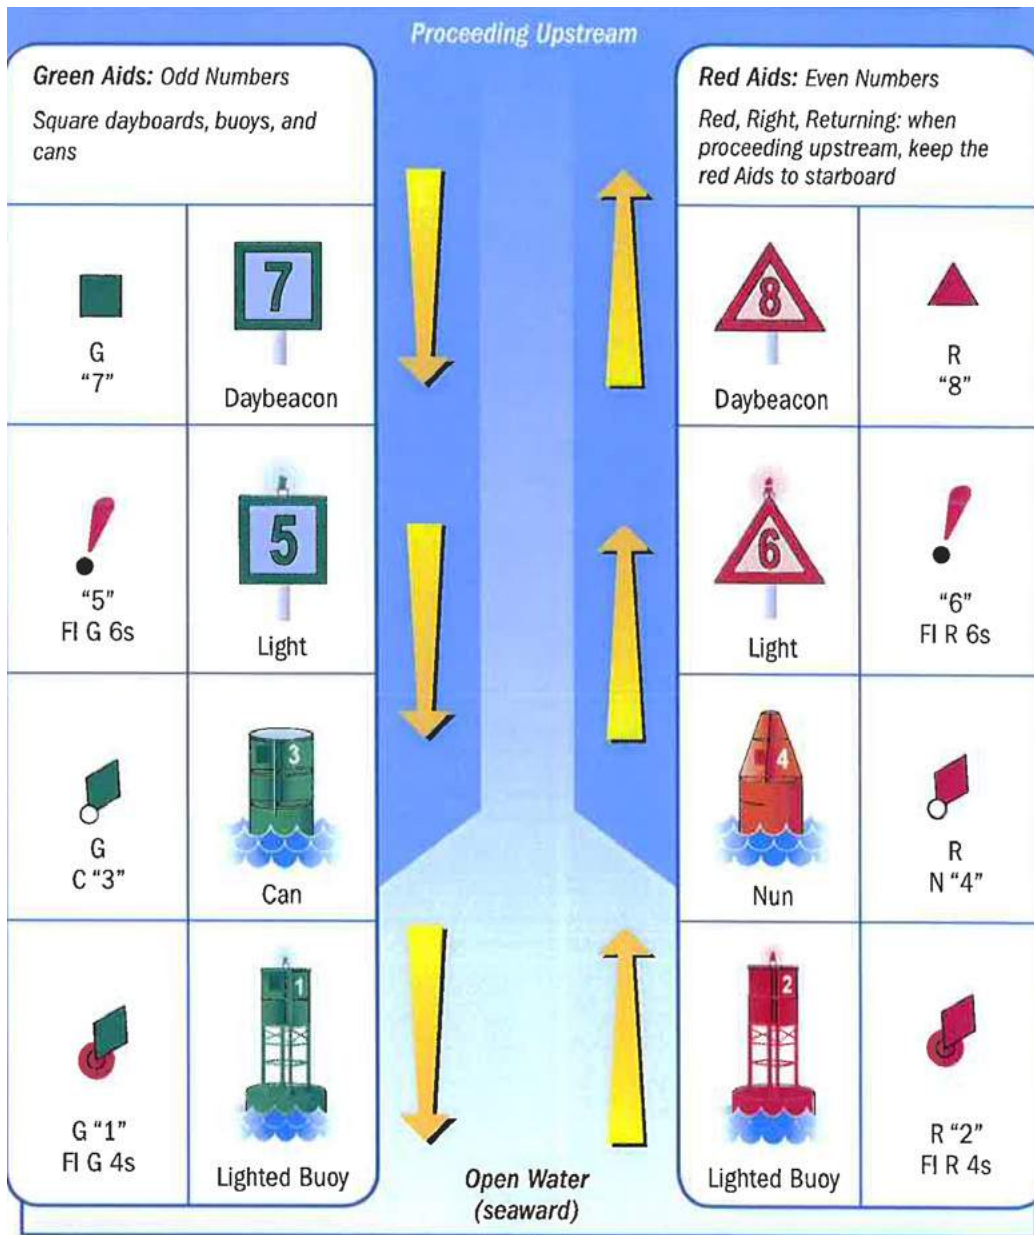 Proceeding Upstream
Green Aids: Odd Numbers
Square dayboards, buoys, and
cans
Red Aids: Even Numbers
Red, Right, Returning: when
proceeding upstream, keep the
red Aids to starboard
G
"7"
7
Daybeacon
8
Daybeacon
R
"8"
"5"
Fl G 6s
5
Light
6
Light
"6"
Fl R 6s
G
C "3"
3
Can
4
Nun
R
N "4"
G "1"
Fl G 4s
1
Lighted Buoy
Open Water
(seaward)
2
Lighted Buoy
R "2"
Fl R 4s